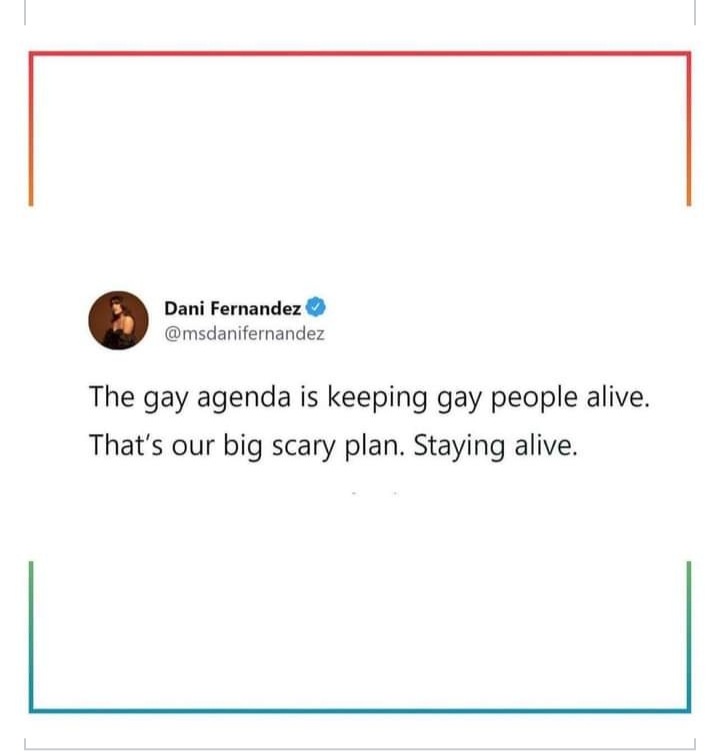 Dani Fernandez
@msdanifernandez
The gay agenda is keeping gay people alive.
That's our big scary plan. Staying alive.